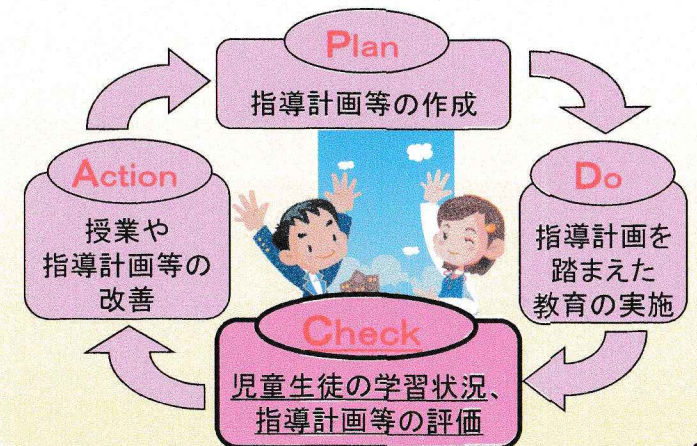 Plan
指導計画等の作成
Do
指導計画を
踏まえた
教育の実施
Check
児童生徒の学習状況、
指導計画等の評価
Action
授業や
指導計画等の
改善